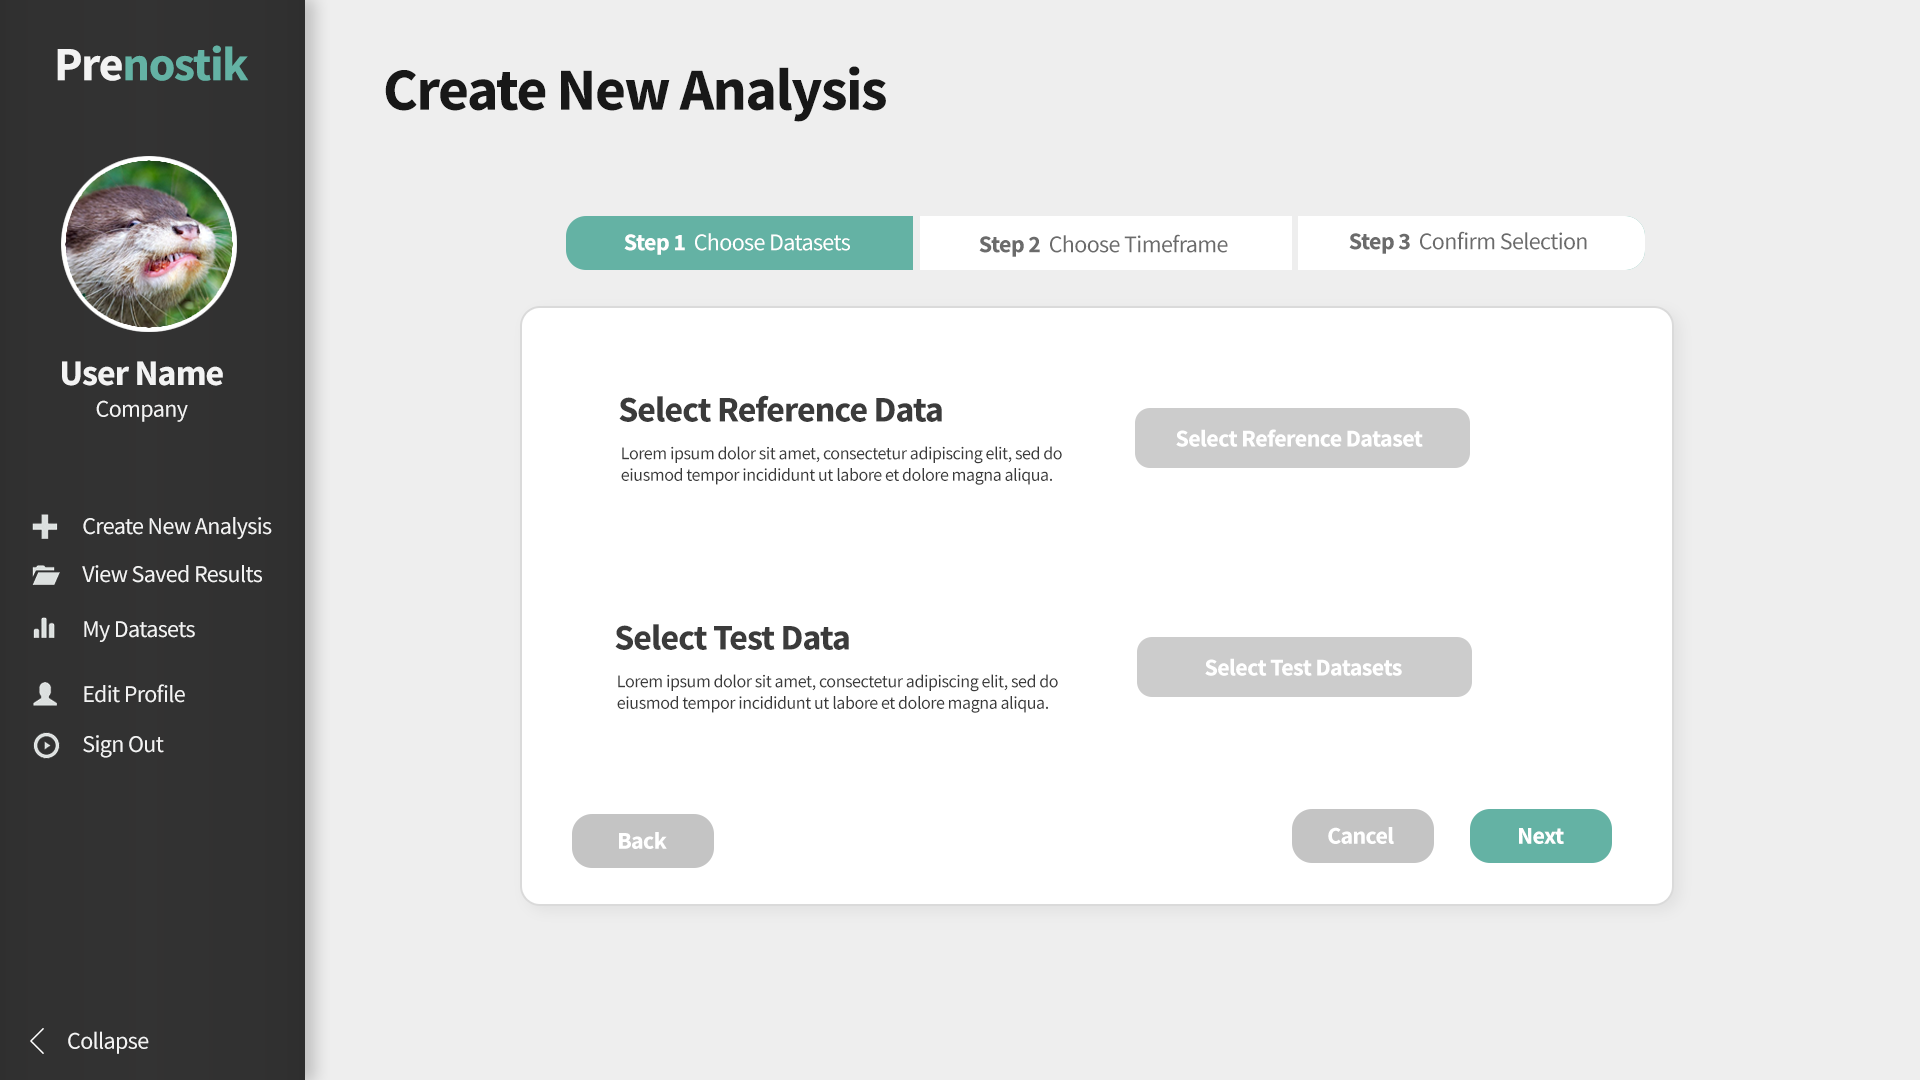 Prenostik
User Name
Company
Create New Analysis
View Saved Results
My Datasets
Edit Profile
Sign Out
Collapse
Create New Analysis
Step 1 Choose Datasets
Step 2 Choose Timeframe
Step 3 Confirm Selection
Select Reference Data
Lorem ipsum dolor sit amet, consectetur adipiscing elit, sed do
eiusmod tempor incididunt ut labore et dolore magna aliqua.
Select Reference Dataset
Select Test Data
Lorem ipsum dolor sit amet, consectetur adipiscing elit, sed do
eiusmod tempor incididunt ut labore et dolore magna aliqua.
Select Test Datasets
Back
Cancel
Next